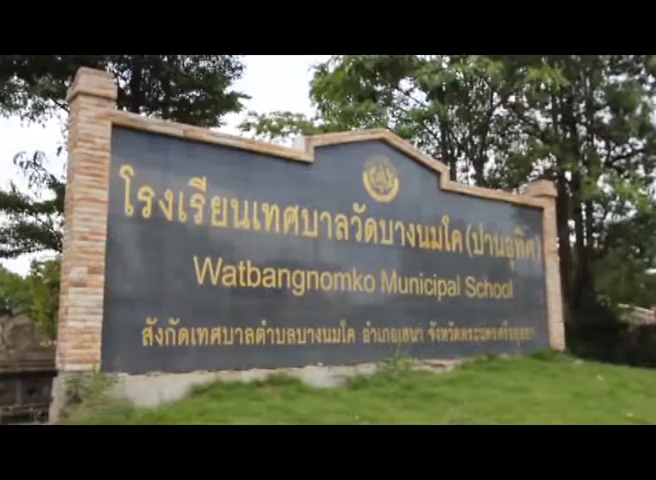 โรงเรียนเทศบาลวัดบางนมโค(ปานอุทิศ)
Watbangnomko Municipal School
สังกัดเทศบาลตำบลบางนมโค อำเภอเสนา จังหวัดพระนครศรีอยุธยา